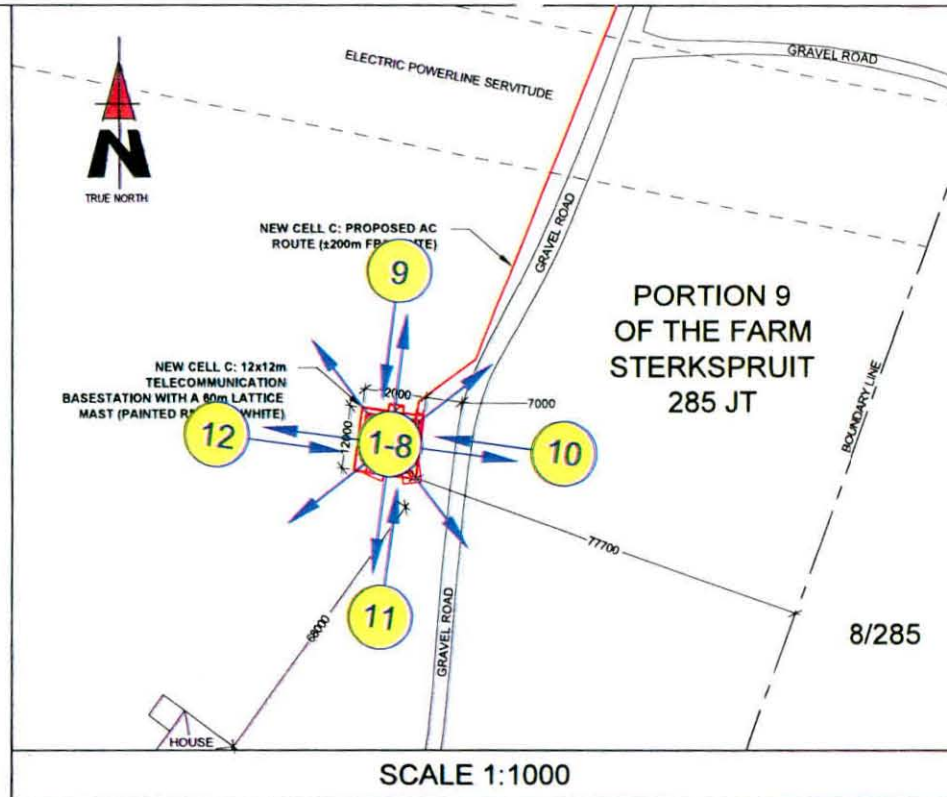 ELECTRIC POWERLINE SERVITUDE
GRAVEL ROAD
N
TRUE NORTH
NEW CELL C: PROPOSED AC
ROUTE (±200m
9
GRAVEL ROAD
PORTION 9
OF THE FARM
STERKSPRUIT
285 JT
NEW CELL C: 12x12m
TELECOMMUNICATION
BASESTATION WITH A 60m LATTICE
MAST (PAINTED WHITE)
2000
7000
BOUNDARY LINE
12
12000
1-8
10
77700
11
68000
GRAVEL ROAD
8/285
HOUSE
SCALE 1:1000